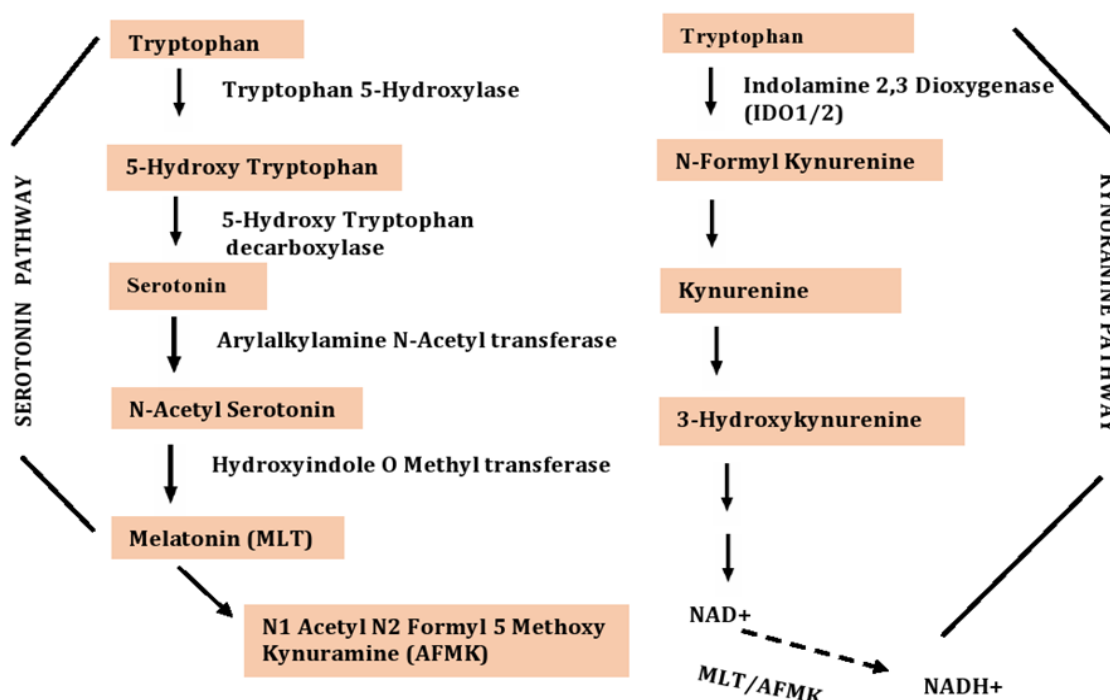 SEROTONIN PATHWAY
Tryptophan
Tryptophan 5-Hydroxylase
5-Hydroxy Tryptophan
5-Hydroxy Tryptophan
decarboxylase
Serotonin
Arylalkylamine N-Acetyl transferase
N-Acetyl Serotonin
Hydroxyindole O Methyl transferase
Melatonin (MLT)
N1 Acetyl N2 Formyl 5 Methoxy
Kynuramine (AFMK)
Tryptophan
Indolamine 2,3 Dioxygenase
(IDO1/2)
N-Formyl Kynurenine
Kynurenine
3-Hydroxykynurenine
NAD+
MLT/AFMK
NADH+
KYNURANINE PATHWAY